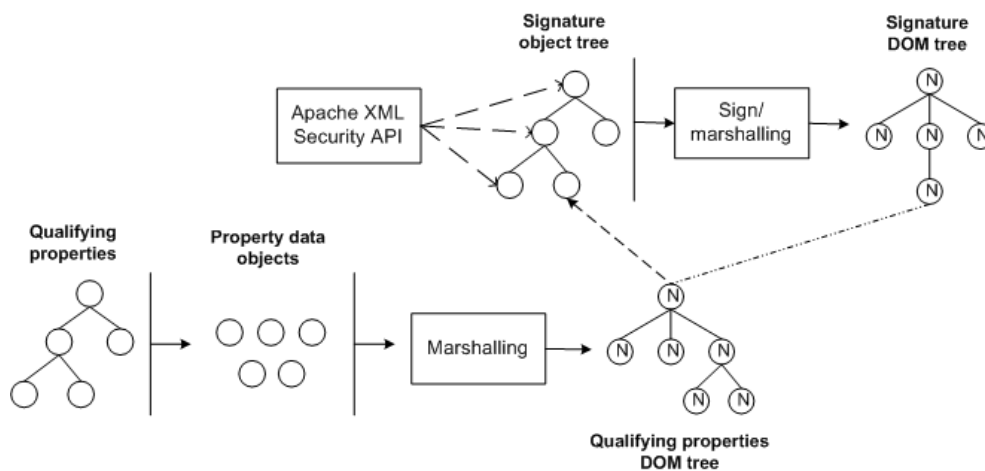 Signature
object tree
Signature
DOM tree
Apache XML
Security API
Sign/
marshalling
N
N
N
N
N
Qualifying
properties
Property data
objects
Marshalling
N
N
N
N
N
N
Qualifying properties
DOM tree